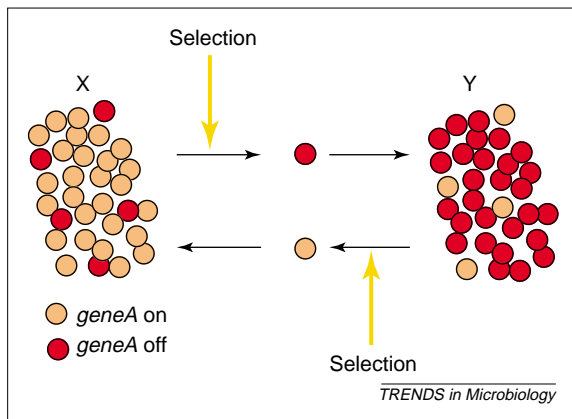 Selection
X
Y
geneA on
geneA off
Selection
TRENDS in Microbiology